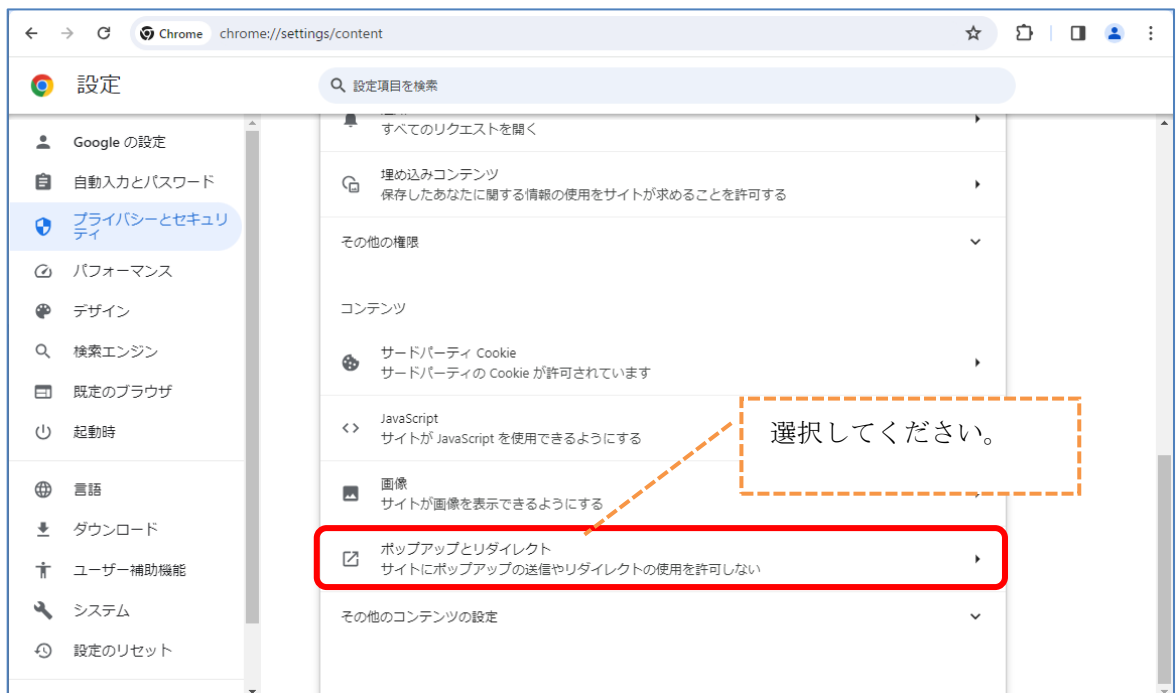 Chrome chrome://settings/content
設定
設定項目を検索
Google の設定
自動入力とパスワード
プライバシーとセキュリ
ティ
パフォーマンス
デザイン
検索エンジン
既定のブラウザ
起動時
言語
ダウンロード
ユーザー補助機能
システム
設定のリセット
すべてのリクエストを開く
埋め込みコンテンツ
保存したあなたに関する情報の使用をサイトが求めることを許可する
その他の権限
コンテンツ
サードパーティ Cookie
サードパーティの Cookie が許可されています
JavaScript
サイトが JavaScript を使用できるようにする
選択してください。
画像
サイトが画像を表示できるようにする
ポップアップとリダイレクト
サイトにポップアップの送信やリダイレクトの使用を許可しない
その他のコンテンツの設定